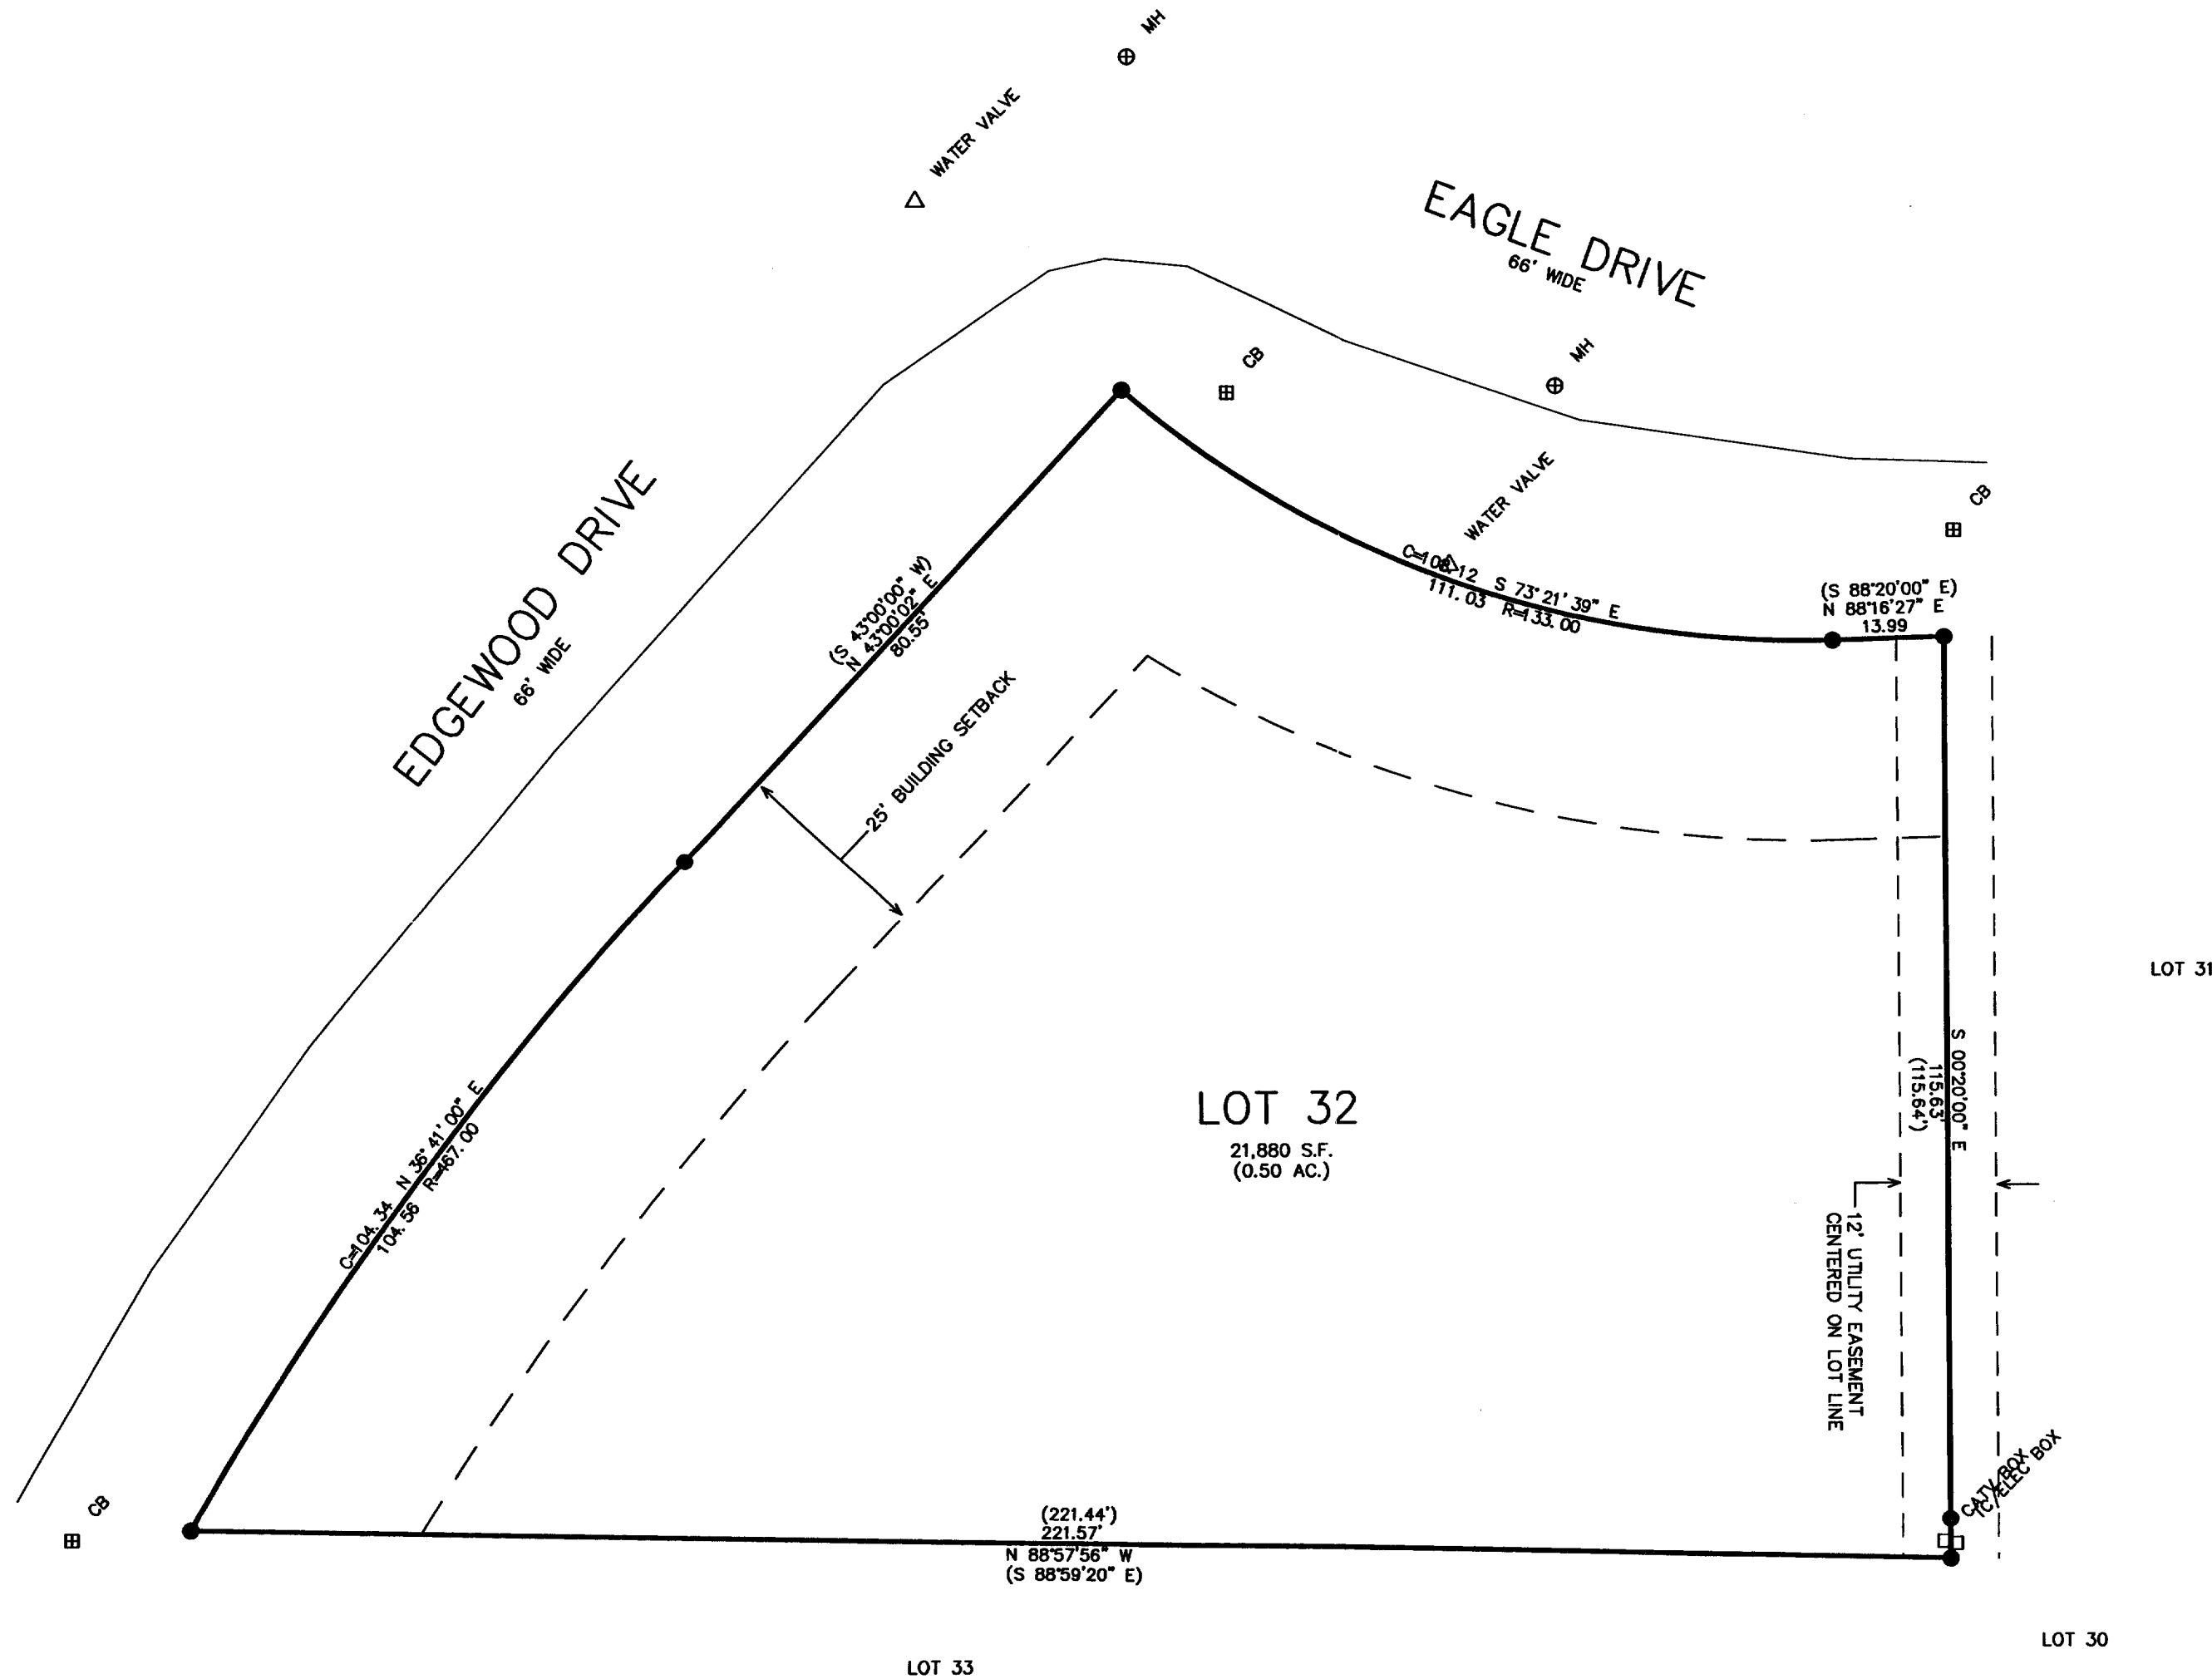 MH
WATER VALVE
EAGLE DRIVE
66' WIDE
CB
MH
WATER VALVE
CB
EDGEWOOD DRIVE
66' WIDE
(S 43°00'00" W)
N 43°00'02" E
80.55'
C=108.12 S 73°21'39" E
111.03 R=133.00
(S 88°20'00" E)
N 88°16'27" E
13.99
25' BUILDING SETBACK
LOT 31
S 00°20'00" E
115.63'
(115.64')
C=104.34 N 36°41'00" E
104.56 R=467.00
LOT 32
21,880 S.F.
(0.50 AC.)
12' UTILITY EASEMENT
CENTERED ON LOT LINE
CATV BOX
ELEC BOX
CB
(221.44')
221.57'
N 88°57'56" W
(S 88°59'20" E)
LOT 30
LOT 33